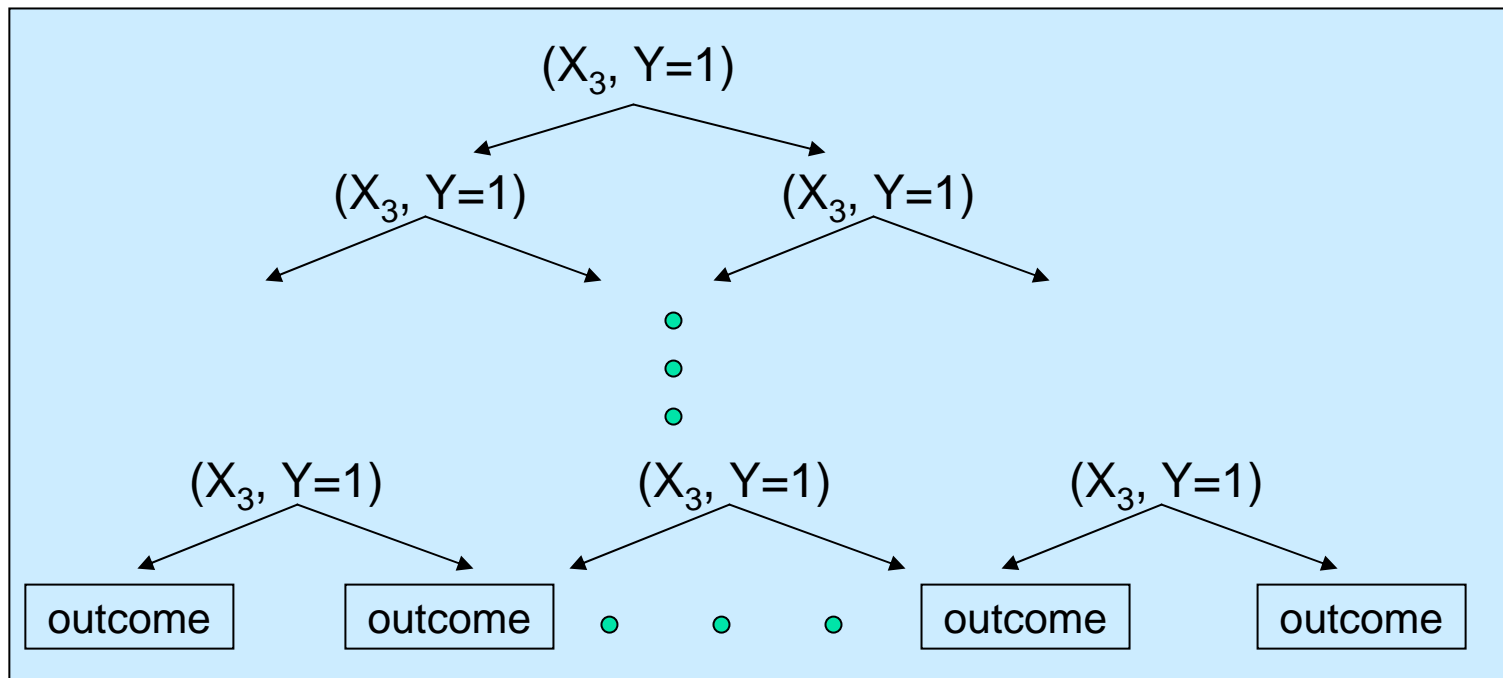 (X₃, Y=1)
(X₃, Y=1) (X₃, Y=1)
(X₃, Y=1) (X₃, Y=1) (X₃, Y=1)
outcome outcome outcome outcome